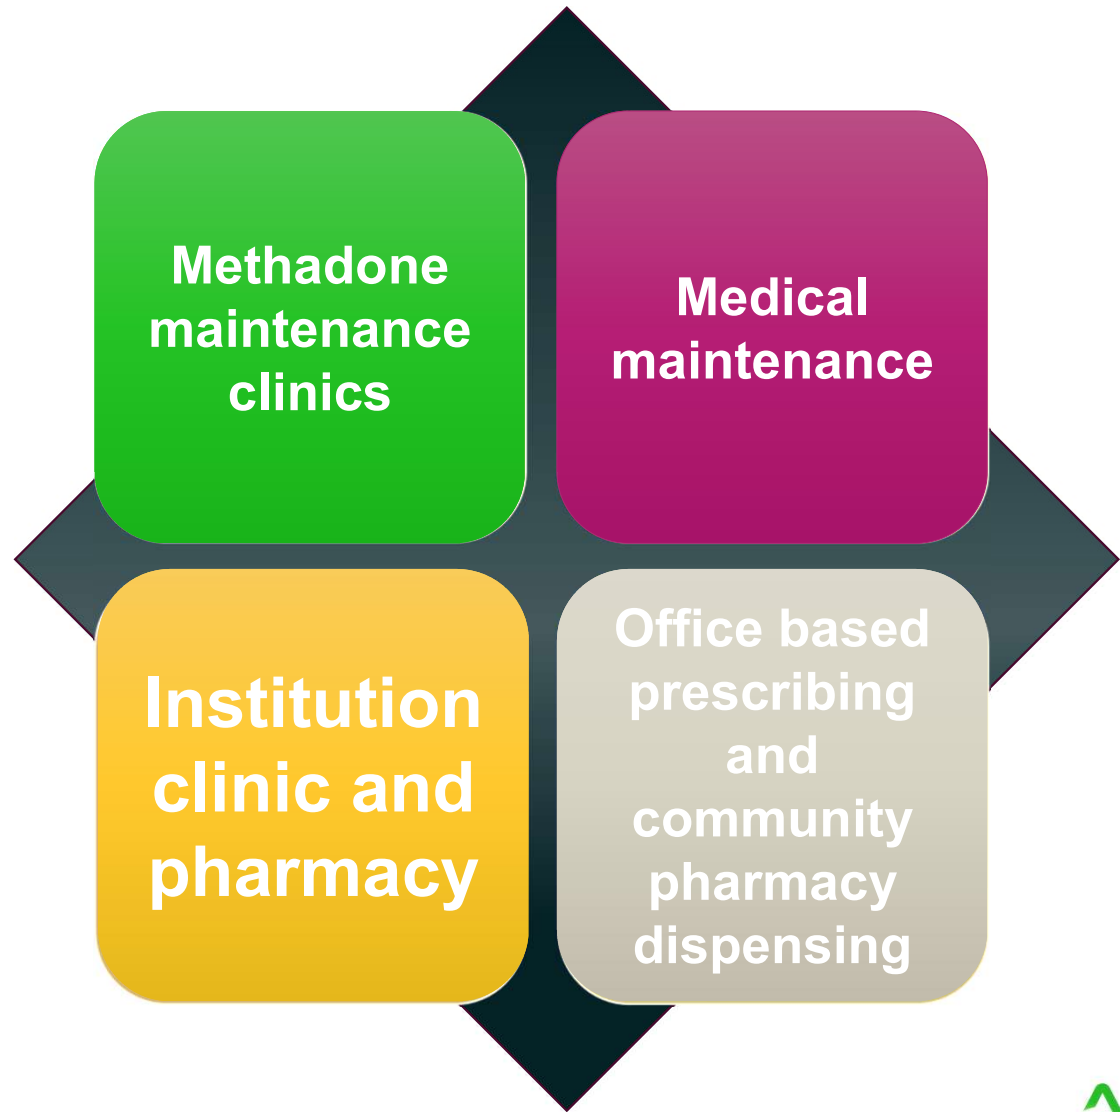 Methadone
maintenance
clinics
Medical
maintenance
Institution
clinic and
pharmacy
Office based
prescribing
and
community
pharmacy
dispensing